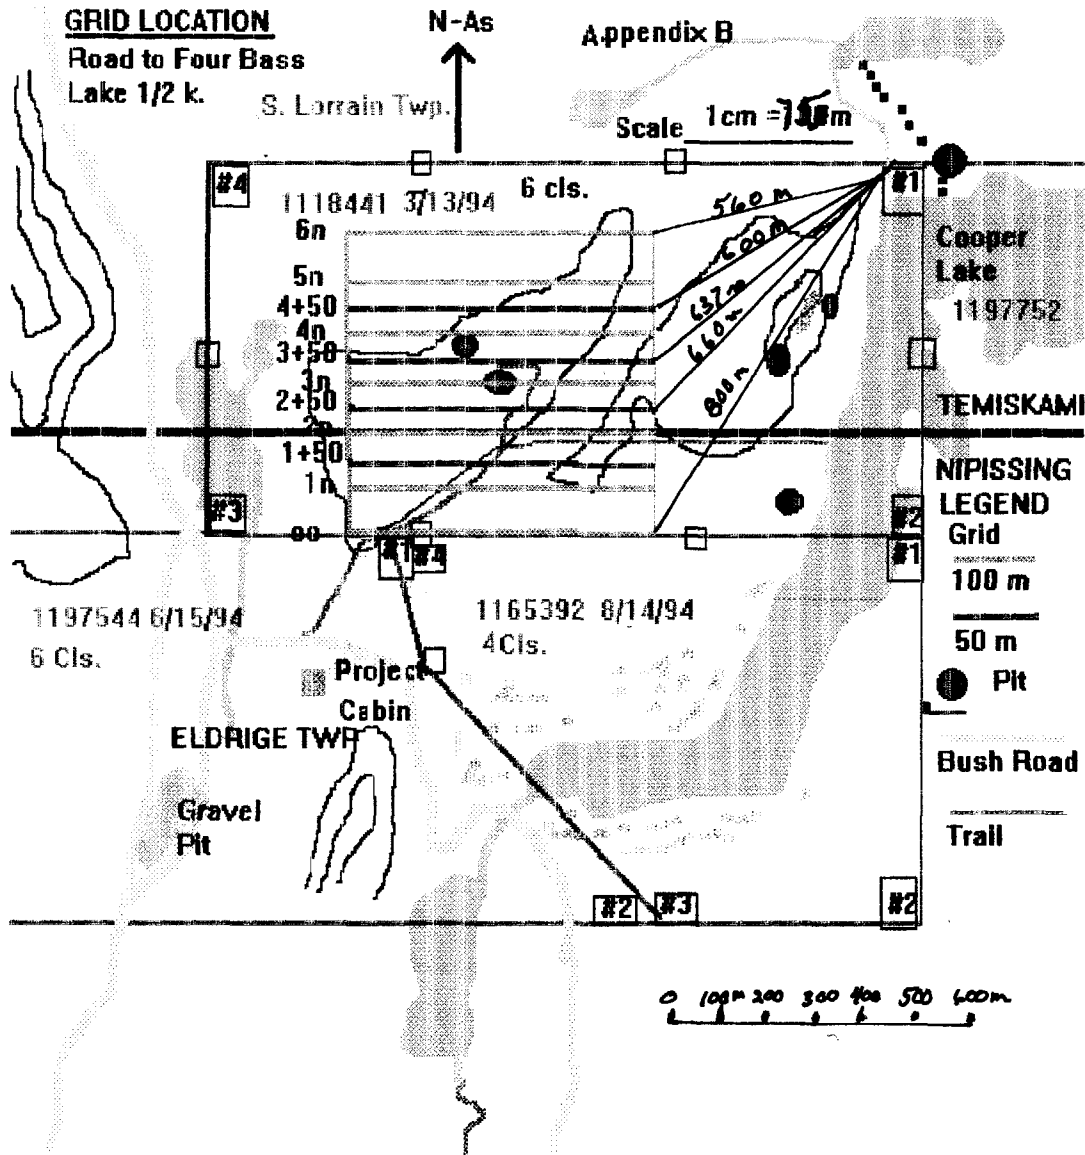 GRID LOCATION
Road to Four Bass
Lake 1/2 k.
N-As
Appendix B
S. Lorrain Twp.
Scale 1cm = m
#4
6 cls.
#1
1118441 3/13/94
560 m
6n
600 m
Cooper
Lake
5n
637 m
4+50
1197752
4n
660 m
3+50
3n
800 m
2+50
TEMISKAMI
2n
1+50
NIPISSING
1n
LEGEND
#3
#2
Grid
00
#1
#4
#1
100 m
1197544 6/15/94
1165392 8/14/94
50 m
6 Cls.
4Cls.
Project
Pit
Cabin
ELDRIGE TWP
Bush Road
Gravel
Pit
Trail
#2
#3
#2
0 100m 200 300 400 500 600m